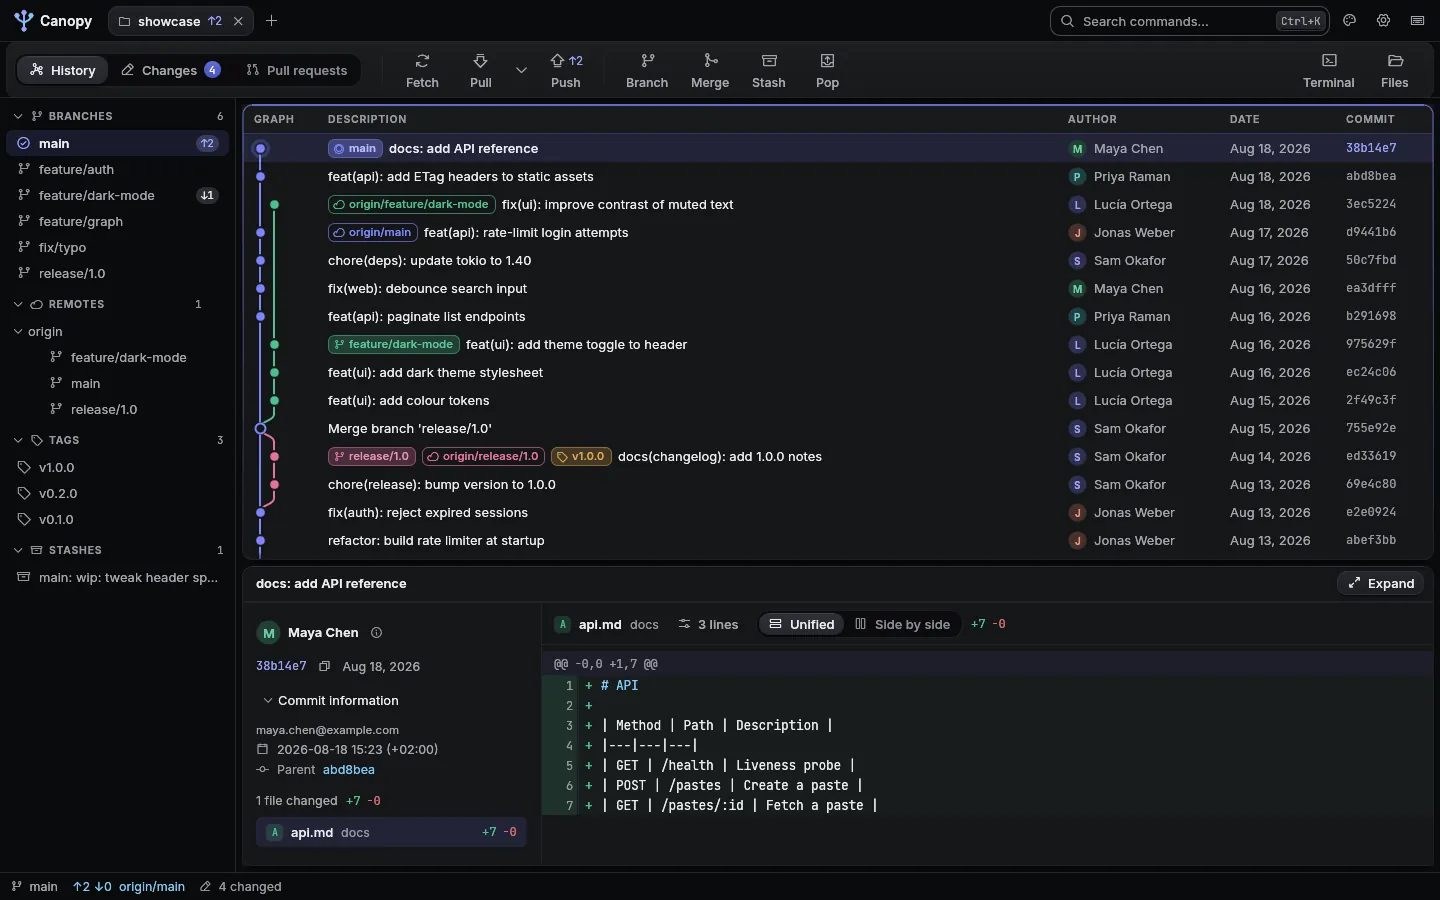 Canopy showcase ↑2 Search commands... Ctrl+K
History Changes 4 Pull requests Fetch Pull ↑2 Push Branch Merge Stash Pop Terminal Files
BRANCHES 6
main ↑2
feature/auth
feature/dark-mode ↓1
feature/graph
fix/typo
release/1.0
REMOTES 1
origin
feature/dark-mode
main
release/1.0
TAGS 3
v1.0.0
v0.2.0
v0.1.0
STASHES 1
main: wip: tweak header sp...
GRAPH DESCRIPTION AUTHOR DATE COMMIT
main docs: add API reference M Maya Chen Aug 18, 2026 38b14e7
feat(api): add ETag headers to static assets P Priya Raman Aug 18, 2026 abd8bea
origin/feature/dark-mode fix(ui): improve contrast of muted text L Lucía Ortega Aug 18, 2026 3ec5224
origin/main feat(api): rate-limit login attempts J Jonas Weber Aug 17, 2026 d9441b6
chore(deps): update tokio to 1.40 S Sam Okafor Aug 17, 2026 50c7fbd
fix(web): debounce search input M Maya Chen Aug 16, 2026 ea3dfff
feat(api): paginate list endpoints P Priya Raman Aug 16, 2026 b291698
feature/dark-mode feat(ui): add theme toggle to header L Lucía Ortega Aug 16, 2026 975629f
feat(ui): add dark theme stylesheet L Lucía Ortega Aug 16, 2026 ec24c06
feat(ui): add colour tokens L Lucía Ortega Aug 15, 2026 2f49c3f
Merge branch 'release/1.0' S Sam Okafor Aug 15, 2026 755e92e
release/1.0 origin/release/1.0 v1.0.0 docs(changelog): add 1.0.0 notes S Sam Okafor Aug 14, 2026 ed33619
chore(release): bump version to 1.0.0 S Sam Okafor Aug 13, 2026 69e4c80
fix(auth): reject expired sessions J Jonas Weber Aug 13, 2026 e2e0924
refactor: build rate limiter at startup J Jonas Weber Aug 13, 2026 abef3bb
docs: add API reference Expand
M Maya Chen
38b14e7 Aug 18, 2026
Commit information
maya.chen@example.com
2026-08-18 15:23 (+02:00)
Parent abd8bea
1 file changed +7 -0
A api.md docs +7 -0
A api.md docs 3 lines Unified Side by side +7 -0
@@ -0,0 +1,7 @@
1 + # API
2 +
3 + | Method | Path | Description |
4 + |---|---|---|
5 + | GET | /health | Liveness probe |
6 + | POST | /pastes | Create a paste |
7 + | GET | /pastes/:id | Fetch a paste |
main ↑2 ↓0 origin/main 4 changed